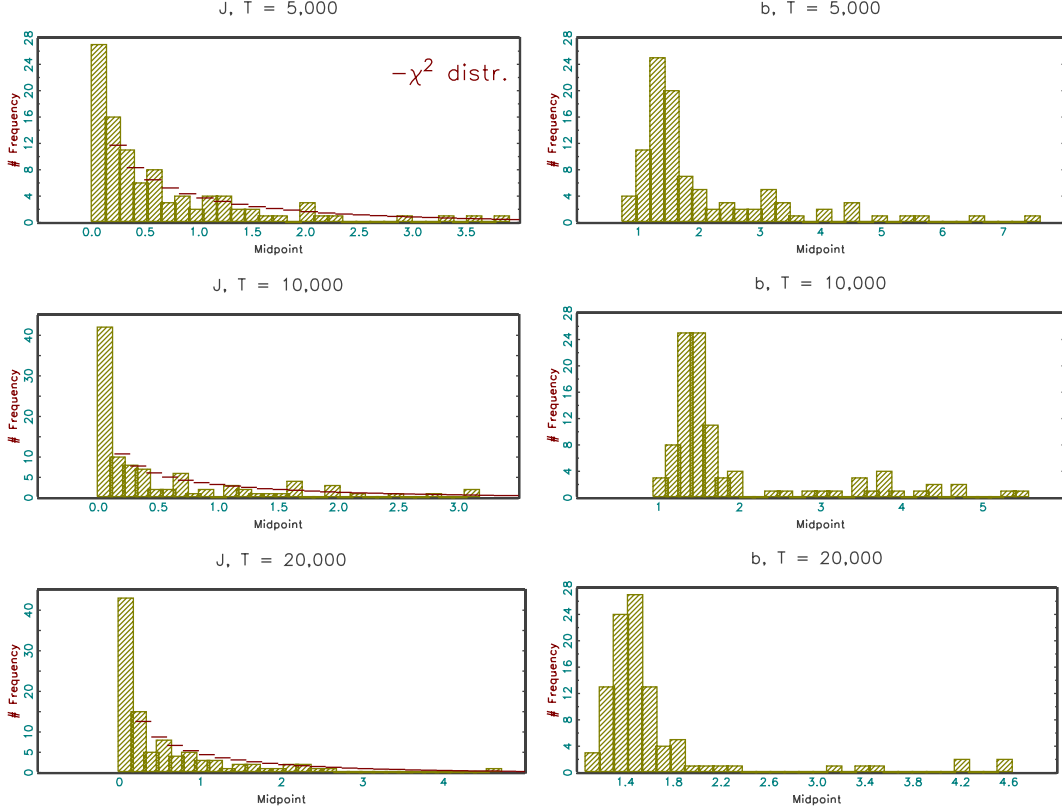 J, T = 5,000
# Frequency
28
24
20
16
12
8
4
0
−χ² distr.
0.0 0.5 1.0 1.5 2.0 2.5 3.0 3.5
Midpoint
b, T = 5,000
# Frequency
28
24
20
16
12
8
4
0
1 2 3 4 5 6 7
Midpoint
J, T = 10,000
# Frequency
40
30
20
10
5
0
0.0 0.5 1.0 1.5 2.0 2.5 3.0
Midpoint
b, T = 10,000
# Frequency
28
24
20
16
12
8
4
0
1 2 3 4 5
Midpoint
J, T = 20,000
# Frequency
40
30
20
10
5
0
0 1 2 3 4
Midpoint
b, T = 20,000
# Frequency
28
24
20
16
12
8
4
0
1.4 1.8 2.2 2.6 3.0 3.4 3.8 4.2 4.6
Midpoint